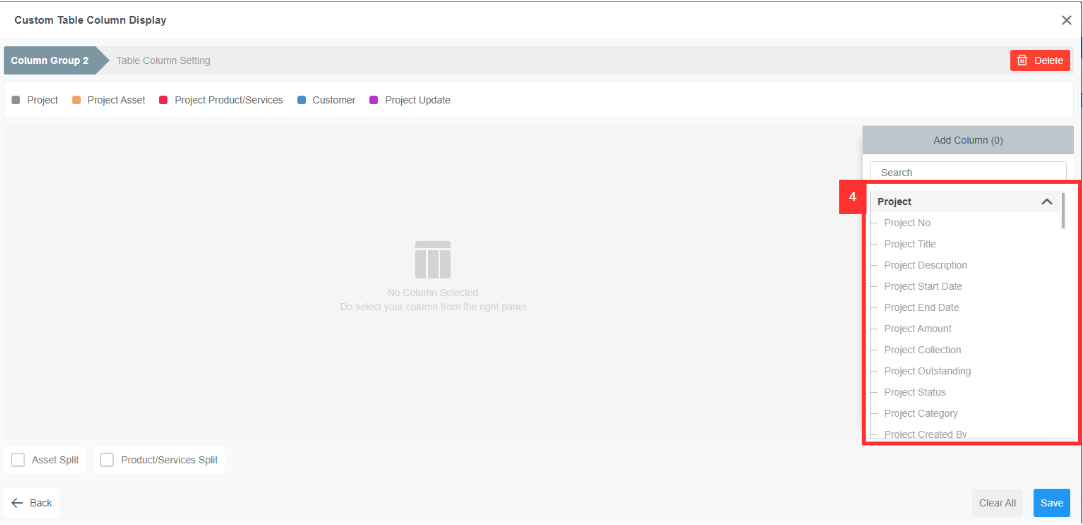 Custom Table Column Display
Column Group 2
Table Column Setting
Delete
Project
Project Asset
Project Product/Services
Customer
Project Update
Add Column (0)
Search
4
Project
Project No
Project Title
Project Description
Project Start Date
Project End Date
Project Amount
Project Collection
Project Outstanding
Project Status
Project Category
Project Created By
No Column Selected
Do select your column from the right panel
Asset Split
Product/Services Split
Back
Clear All
Save